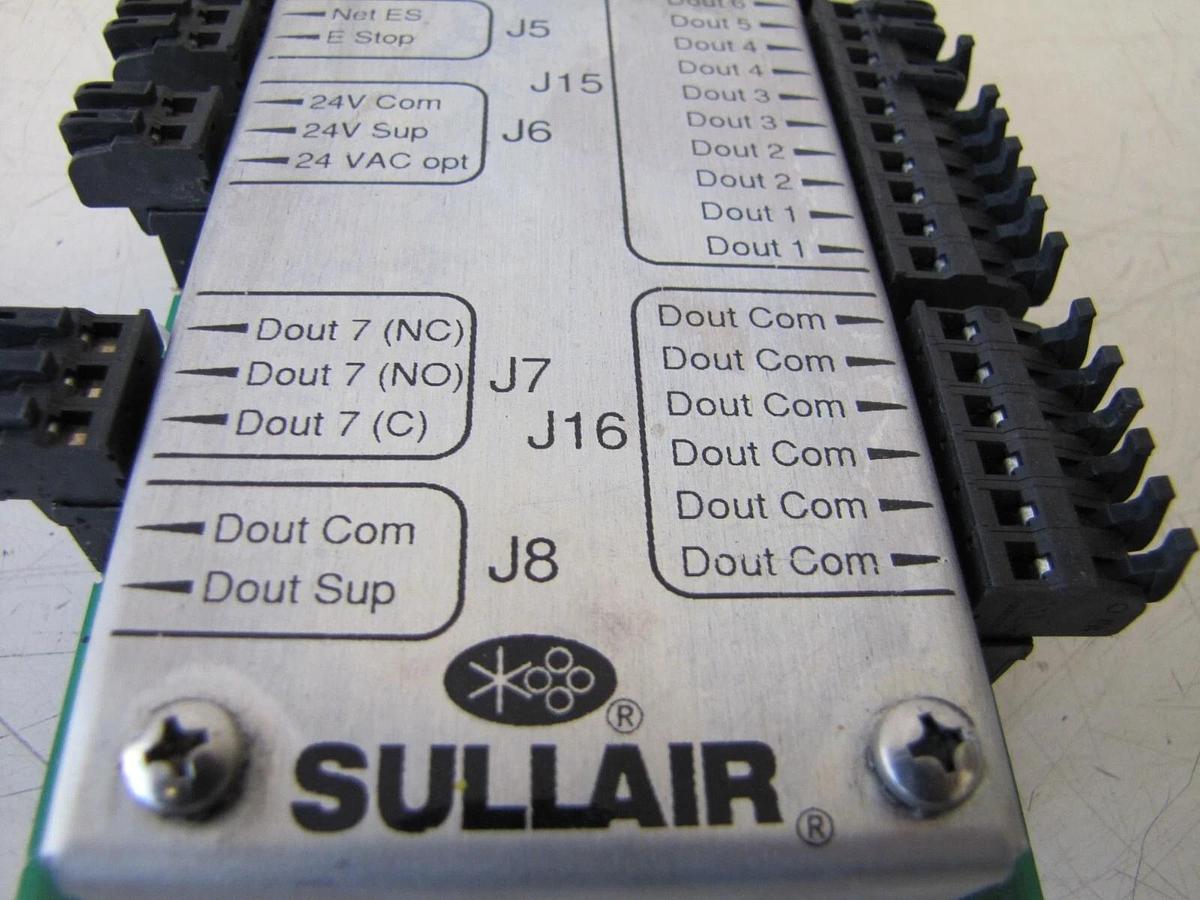 Net ES
E Stop
J5
24V Com
24V Sup
24 VAC opt
J6
Dout 7 (NC)
Dout 7 (NO)
Dout 7 (C)
J7
Dout Com
Dout Sup
J8
Dout 6
Dout 5
Dout 4
Dout 4
Dout 3
Dout 3
Dout 2
Dout 2
Dout 1
Dout 1
J15
Dout Com
Dout Com
Dout Com
Dout Com
Dout Com
Dout Com
J16
®
SULLAIR®